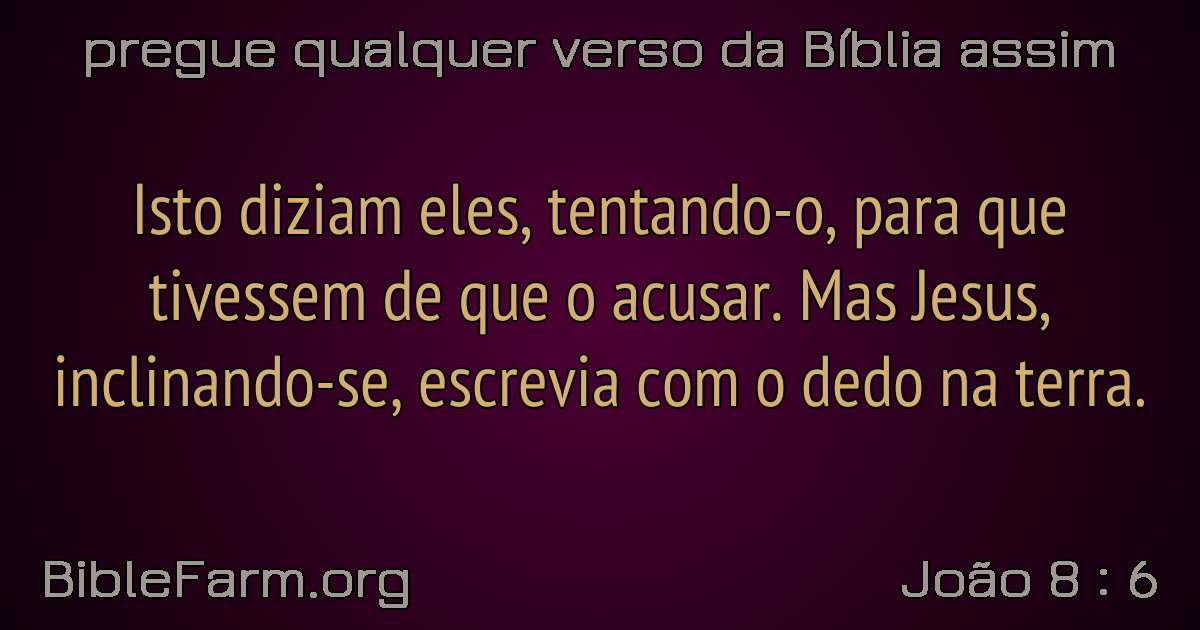 pregue qualquer verso da Bíblia assim
Isto diziam eles, tentando-o, para que
tivessem de que o acusar. Mas Jesus,
inclinando-se, escrevia com o dedo na terra.
BibleFarm.org
João 8 : 6